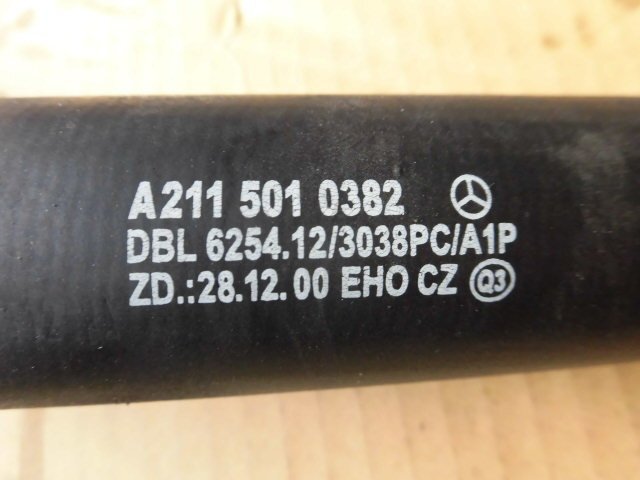 A211 501 0382
DBL 6254.12/3038PC/A1P
ZD.:28.12.00 EHO CZ Q3